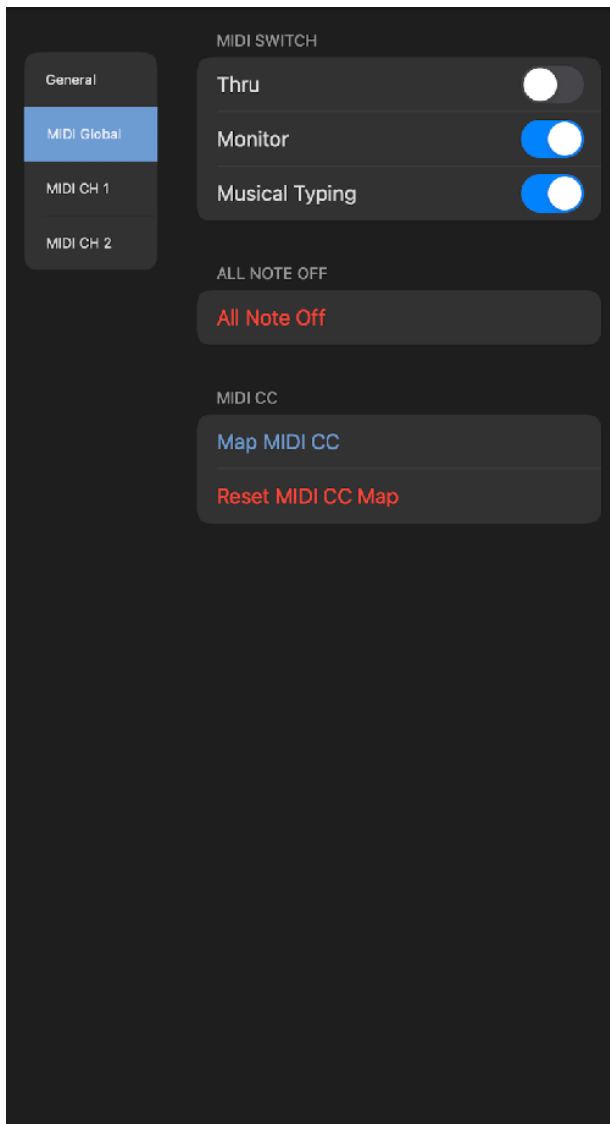 General
MIDI Global
MIDI CH 1
MIDI CH 2
MIDI SWITCH
Thru
Monitor
Musical Typing
ALL NOTE OFF
All Note Off
MIDI CC
Map MIDI CC
Reset MIDI CC Map